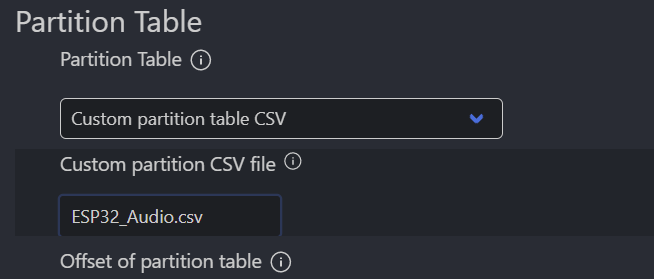 Partition Table
Partition Table
Custom partition table CSV
Custom partition CSV file
ESP32_Audio.csv
Offset of partition table